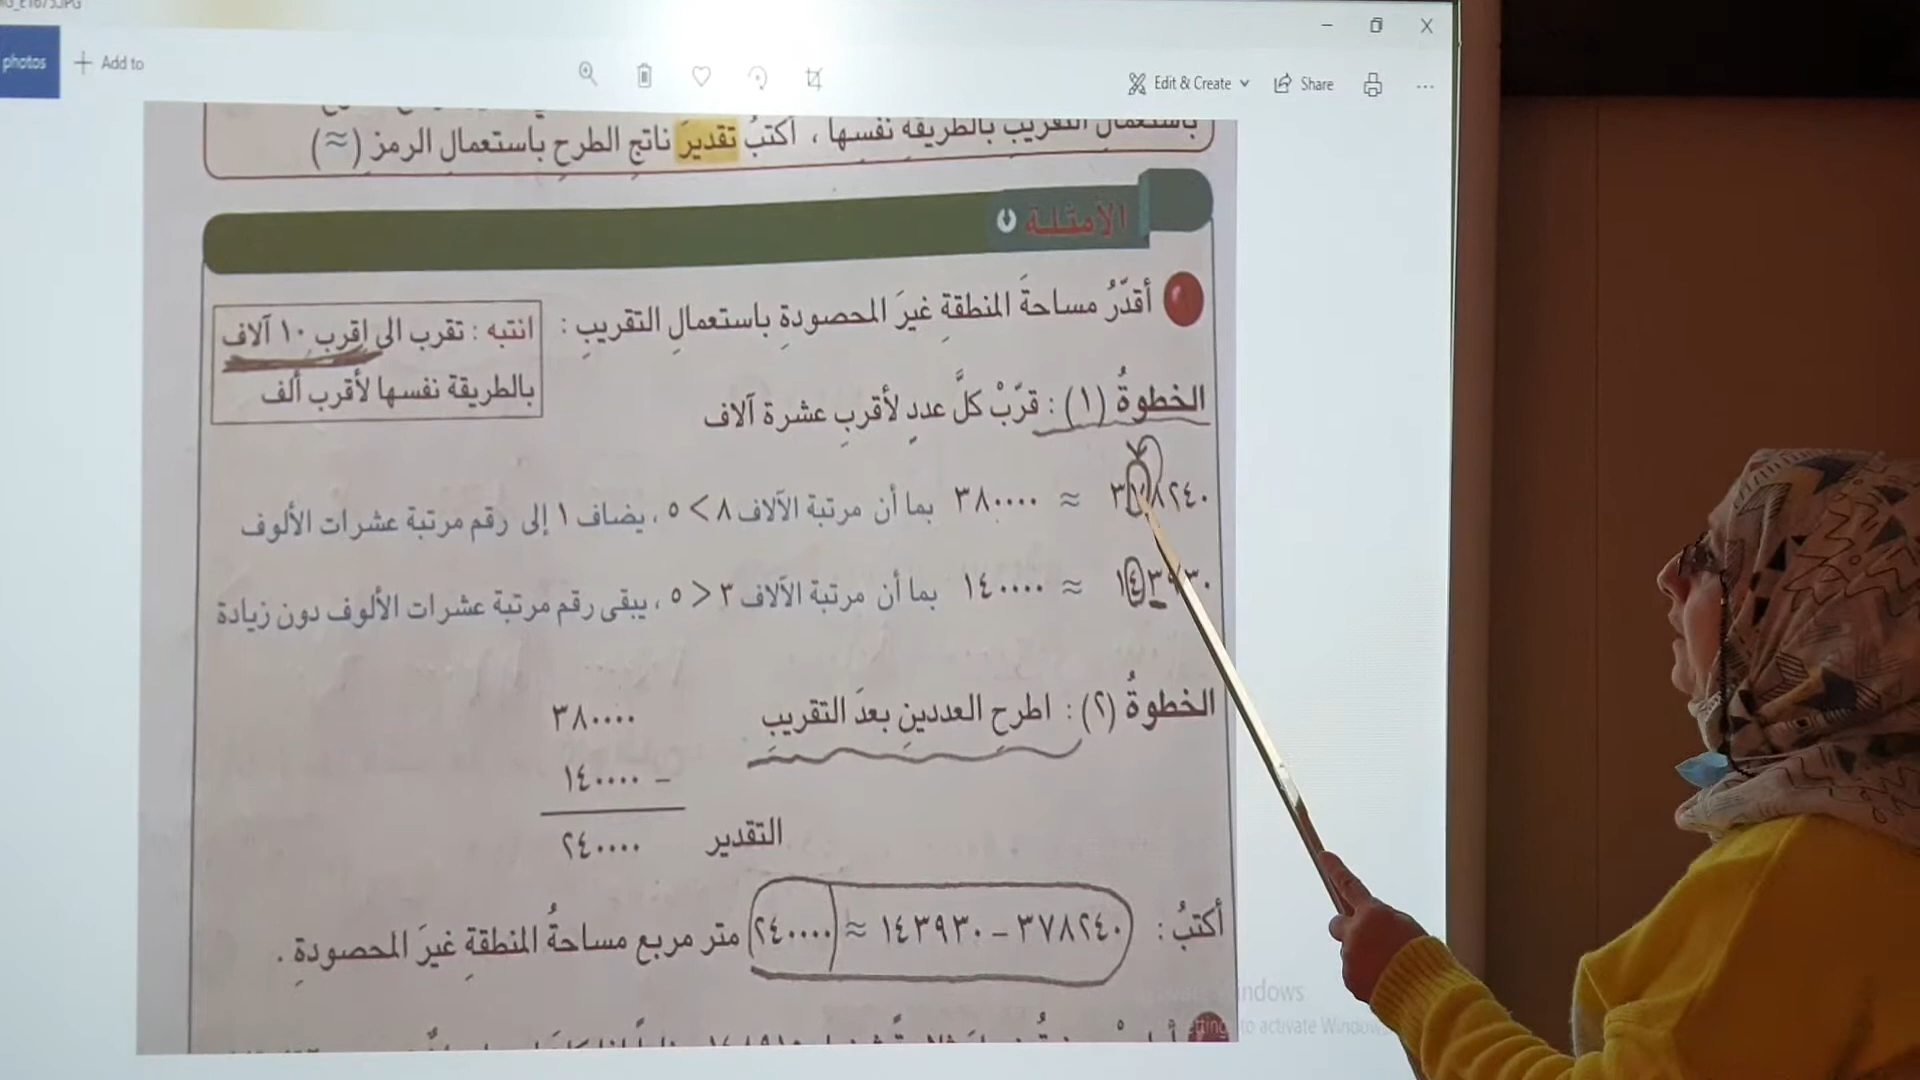 photos + Add to
Edit & Create Share
باستعمال التقريب بالطريقة نفسها ، أكتبُ تقديرَ ناتجِ الطرحِ باستعمالِ الرمز (≈)
الأمثلة
أقدّرُ مساحةَ المنطقةِ غيرَ المحصودةِ باستعمالِ التقريبِ :
انتبه : تقرب الى اقرب ١٠ آلاف
بالطريقة نفسها لأقرب ألف
الخطوةُ (١) : قرّبْ كلَّ عددٍ لأقربِ عشرة آلاف
٣٧٨٢٤٠ ≈ ٣٨٠٠٠٠ بما أن مرتبة الآلاف ٨ > ٥ ، يضاف ١ إلى رقم مرتبة عشرات الألوف
١٤٣٩٣٠ ≈ ١٤٠٠٠٠ بما أن مرتبة الآلاف ٣ < ٥ ، يبقى رقم مرتبة عشرات الألوف دون زيادة
الخطوةُ (٢) : اطرحِ العددينِ بعدَ التقريبِ
٣٨٠٠٠٠
١٤٠٠٠٠ –
التقدير ٢٤٠٠٠٠
أكتبُ : ٣٧٨٢٤٠ – ١٤٣٩٣٠ ≈ ٢٤٠٠٠٠ متر مربع مساحةُ المنطقةِ غيرَ المحصودةِ .
to activate Windows